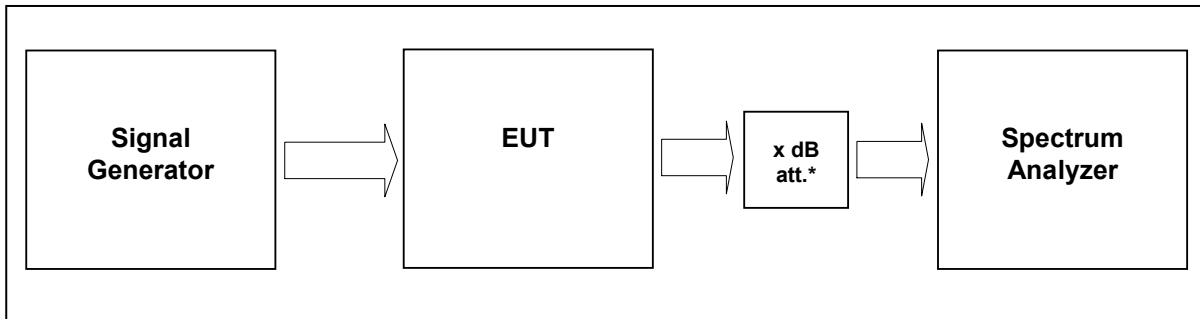 Signal
Generator
EUT
x dB
att.*
Spectrum
Analyzer